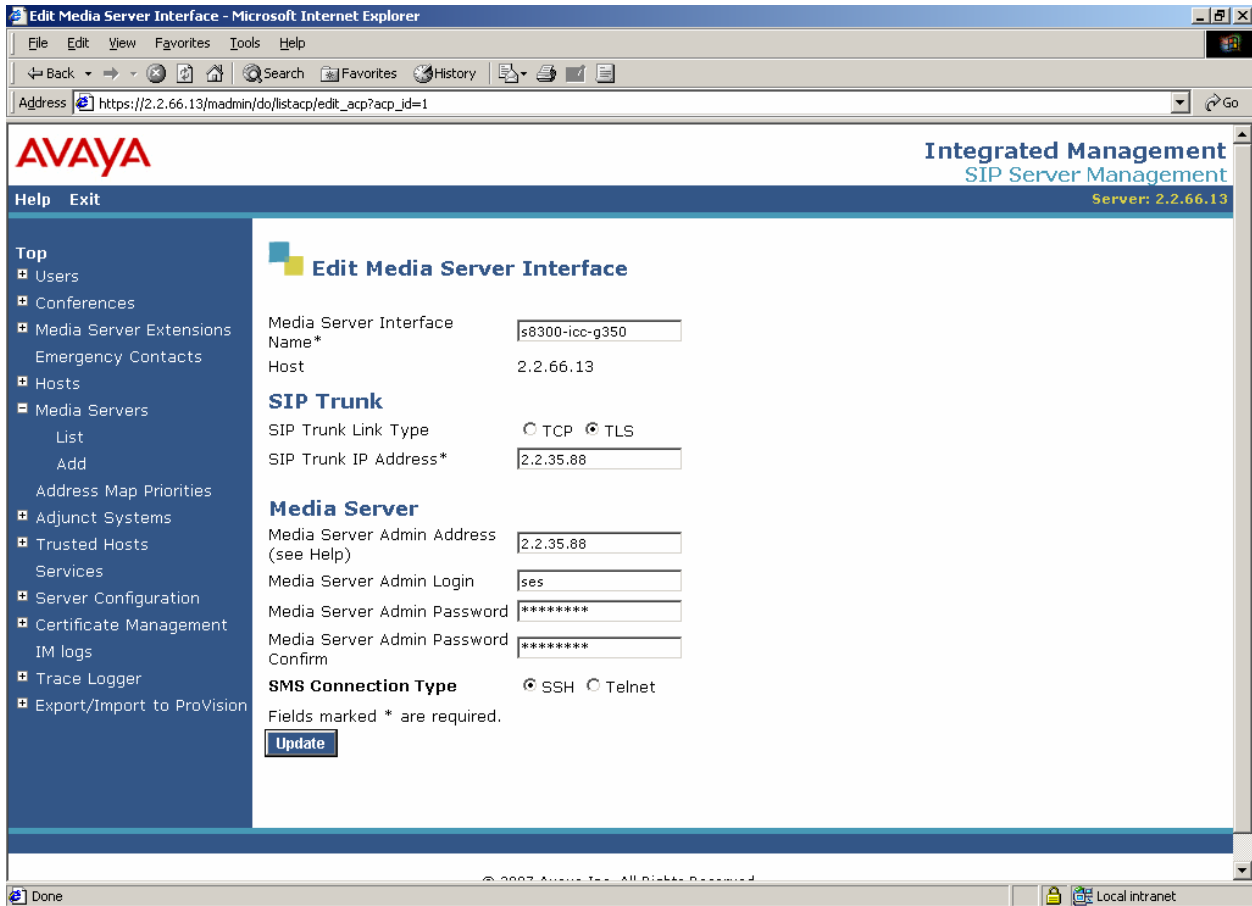 Edit Media Server Interface - Microsoft Internet Explorer
File Edit View Favorites Tools Help
Back Search Favorites History
Address https://2.2.66.13/madmin/do/listacp/edit_acp?acp_id=1 Go
AVAYA
Integrated Management
SIP Server Management
Help Exit
Server: 2.2.66.13
Top
Users
Conferences
Media Server Extensions
Emergency Contacts
Hosts
Media Servers
List
Add
Address Map Priorities
Adjunct Systems
Trusted Hosts
Services
Server Configuration
Certificate Management
IM logs
Trace Logger
Export/Import to ProVision
Edit Media Server Interface
Media Server Interface
Name*
s8300-icc-g350
Host 2.2.66.13
SIP Trunk
SIP Trunk Link Type TCP TLS
SIP Trunk IP Address* 2.2.35.88
Media Server
Media Server Admin Address
(see Help)
2.2.35.88
Media Server Admin Login ses
Media Server Admin Password ********
Media Server Admin Password
Confirm
********
SMS Connection Type SSH Telnet
Fields marked * are required.
Update
© 2007 Avaya Inc. All Rights Reserved
Done Local intranet